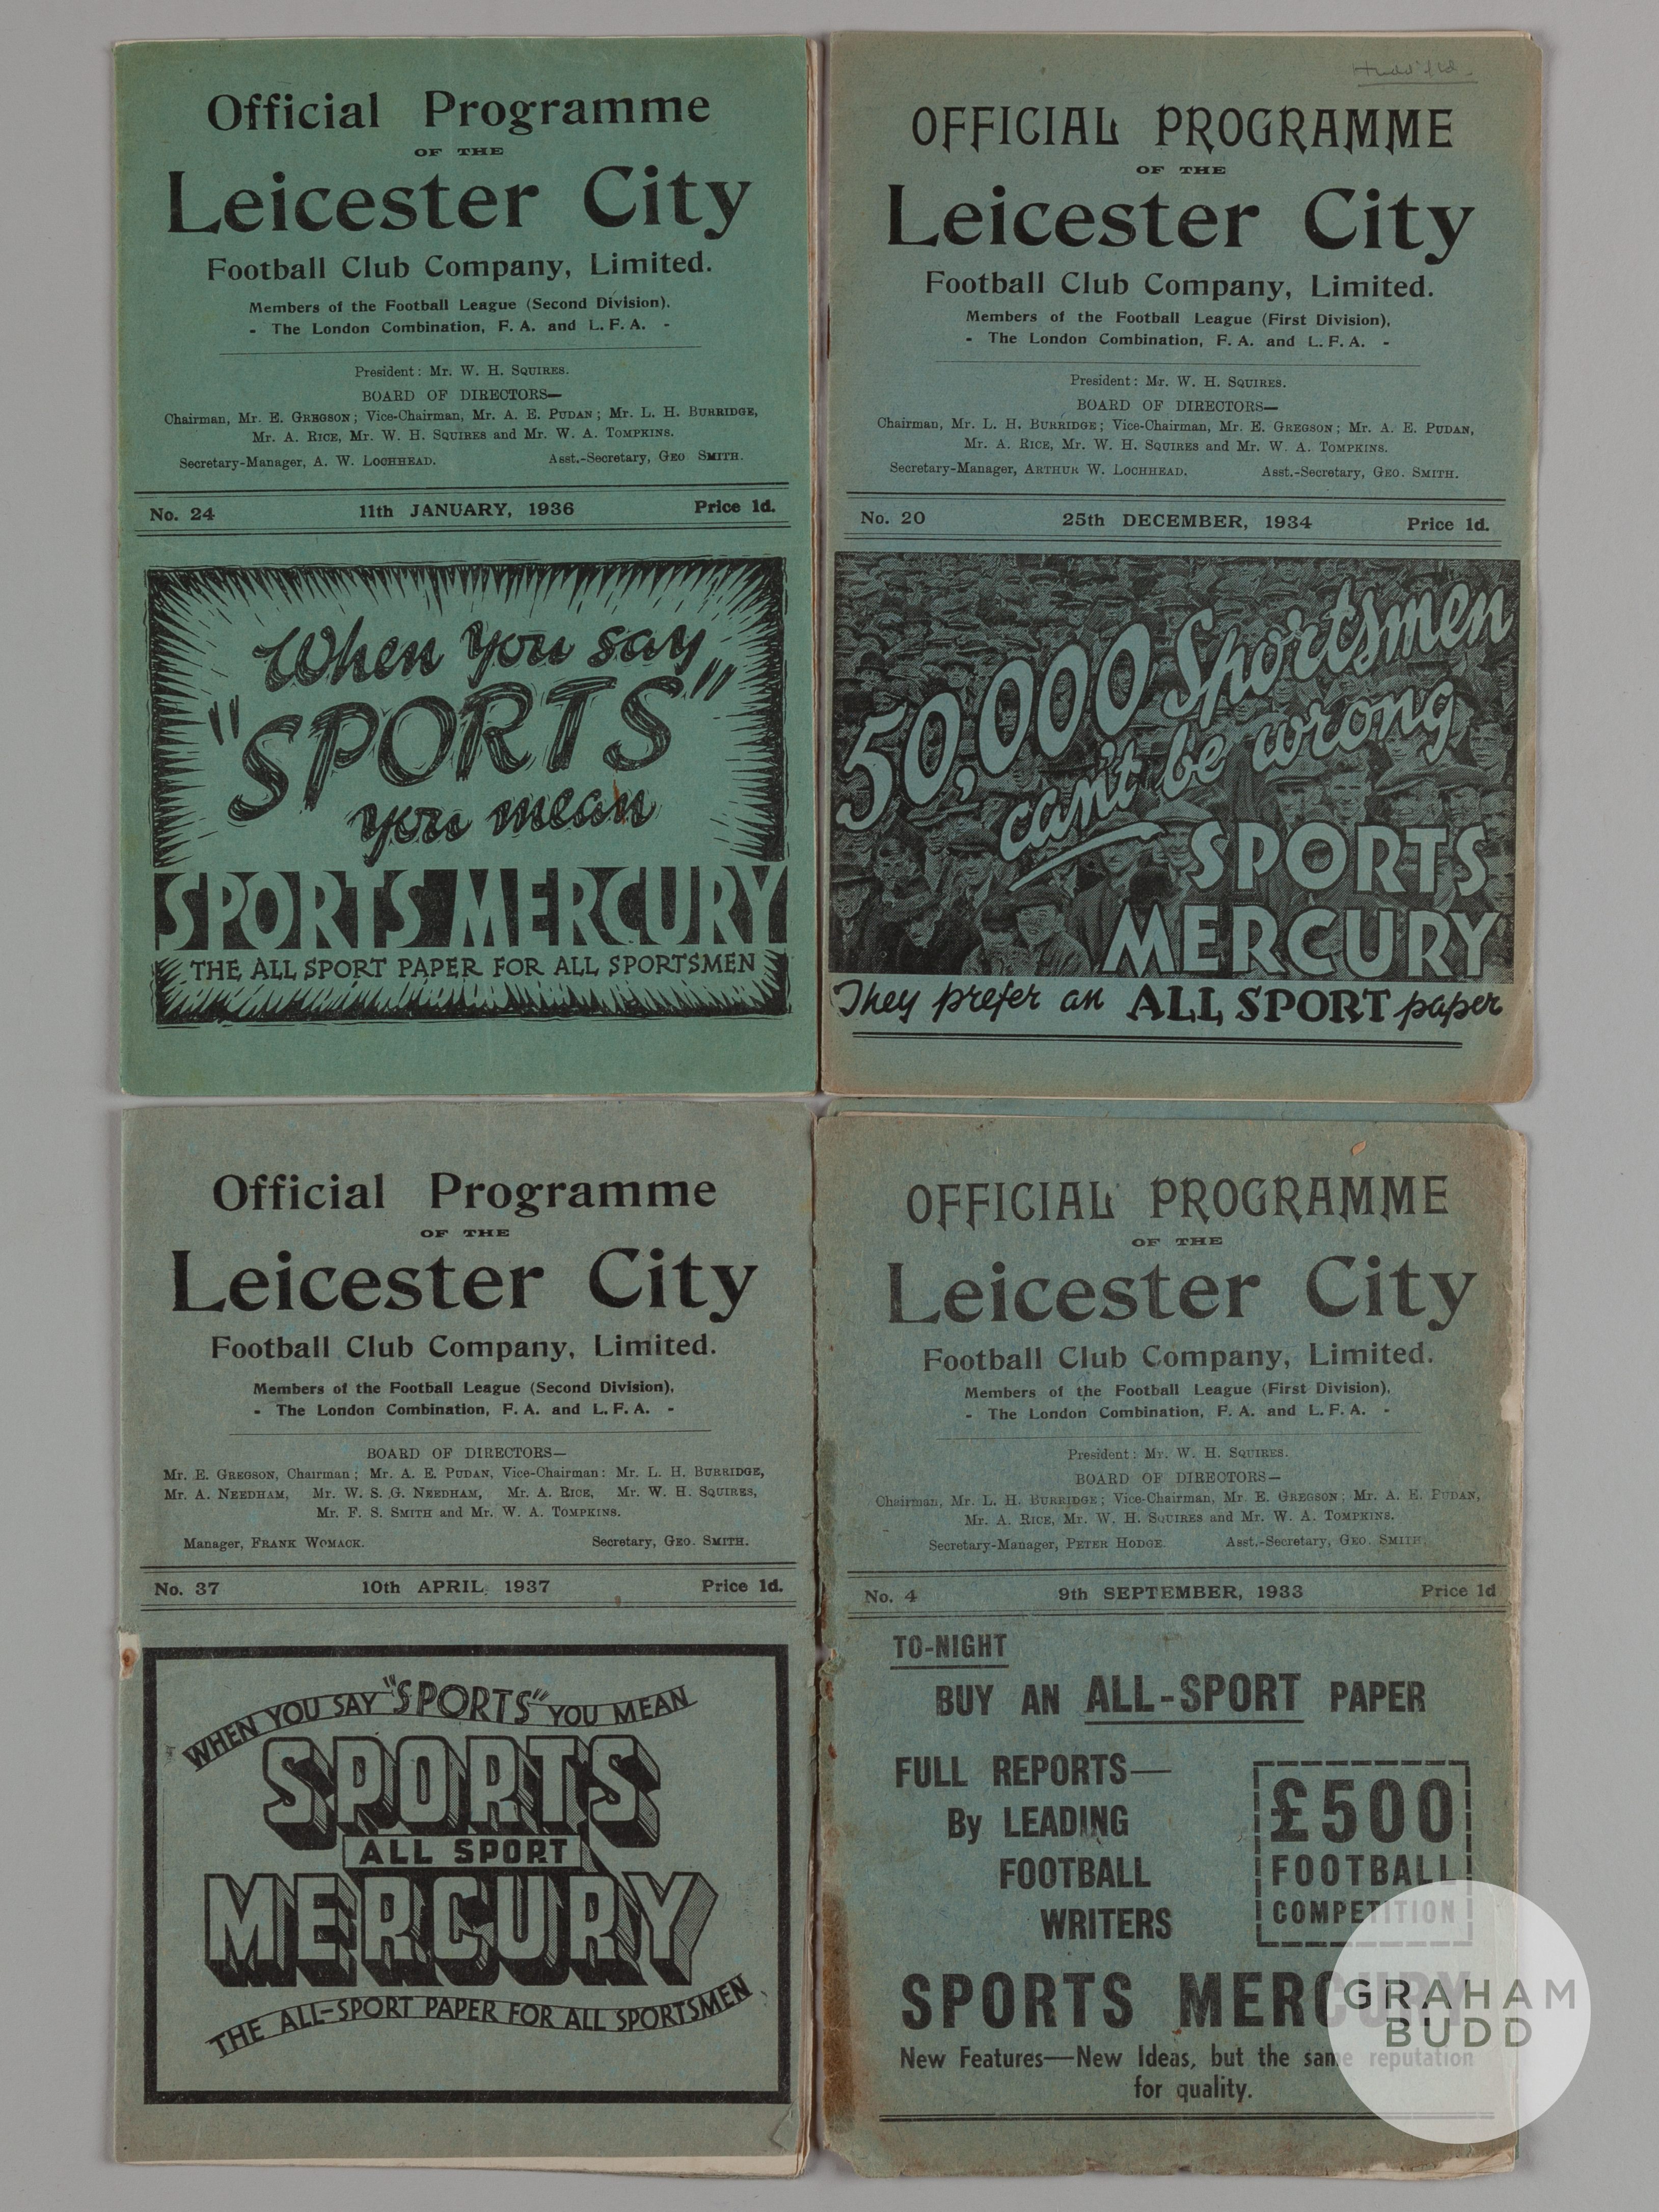 Official Programme
OF THE
Leicester City
Football Club Company, Limited.
Members of the Football League (Second Division).
- The London Combination, F. A. and L. F. A. -
President: Mr. W. H. SQUIRES.
BOARD OF DIRECTORS—
Chairman, Mr. E. GREGSON; Vice-Chairman, Mr. A. E. PUDAN; Mr. L. H. BURRIDGE,
Mr. A. RICE, Mr. W. H. SQUIRES and Mr. W. A. TOMPKINS.
Secretary-Manager, A. W. LOCHHEAD. Asst.-Secretary, GEO SMITH.
No. 24 11th JANUARY, 1936 Price 1d.
When you say
"SPORTS"
you mean
SPORTS MERCURY
THE ALL SPORT PAPER FOR ALL SPORTSMEN
Hudd'f'ld.
OFFICIAL PROGRAMME
OF THE
Leicester City
Football Club Company, Limited.
Members of the Football League (First Division),
- The London Combination, F. A. and L. F. A. -
President: Mr. W. H. SQUIRES.
BOARD OF DIRECTORS—
Chairman, Mr. L. H. BURRIDGE; Vice-Chairman, Mr. E. GREGSON; Mr. A. E. PUDAN,
Mr. A. RICE, Mr. W. H. SQUIRES and Mr. W. A. TOMPKINS.
Secretary-Manager, ARTHUR W. LOCHHEAD. Asst.-Secretary, GEO. SMITH.
No. 20 25th DECEMBER, 1934 Price 1d.
50,000 Sportsmen
can't be wrong
SPORTS
MERCURY
They prefer an ALL SPORT paper
Official Programme
OF THE
Leicester City
Football Club Company, Limited.
Members of the Football League (Second Division),
- The London Combination, F. A. and L. F. A. -
BOARD OF DIRECTORS—
Mr. E. GREGSON, Chairman; Mr. A. E. PUDAN, Vice-Chairman: Mr. L. H. BURRIDGE,
Mr. A. NEEDHAM, Mr. W. S. G. NEEDHAM, Mr. A. RICE, Mr. W. H. SQUIRES,
Mr. F. S. SMITH and Mr. W. A. TOMPKINS.
Manager, FRANK WOMACK. Secretary, GEO. SMITH.
No. 37 10th APRIL, 1937 Price 1d.
WHEN YOU SAY "SPORTS" YOU MEAN
SPORTS
ALL SPORT
MERCURY
THE ALL-SPORT PAPER FOR ALL SPORTSMEN
OFFICIAL PROGRAMME
OF THE
Leicester City
Football Club Company, Limited.
Members of the Football League (First Division),
- The London Combination, F. A. and L. F. A. -
President: Mr. W. H. SQUIRES.
BOARD OF DIRECTORS—
Chairman, Mr. L. H. BURRIDGE; Vice-Chairman, Mr. E. GREGSON; Mr. A. E. PUDAN,
Mr. A. RICE, Mr. W. H. SQUIRES and Mr. W. A. TOMPKINS.
Secretary-Manager, PETER HODGE. Asst.-Secretary, GEO. SMITH.
No. 4 9th SEPTEMBER, 1933 Price 1d
TO-NIGHT
BUY AN ALL-SPORT PAPER
FULL REPORTS—
By LEADING
FOOTBALL
WRITERS
£500
FOOTBALL
COMPETITION
SPORTS MERCURY
New Features—New Ideas, but the same reputation
for quality.
GRAHAM
BUDD